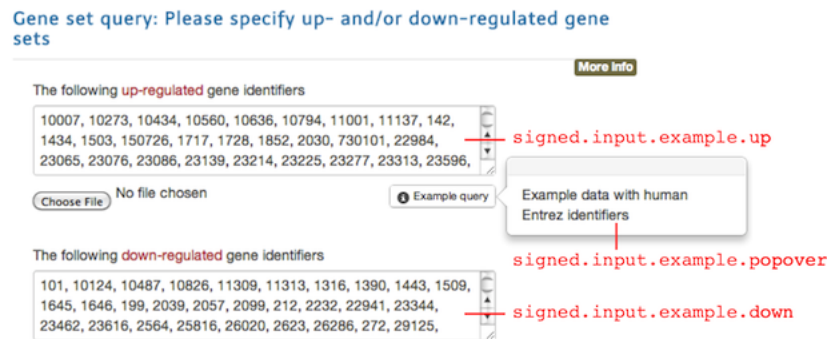 Gene set query: Please specify up- and/or down-regulated gene
sets
More Info
The following up-regulated gene identifiers
10007, 10273, 10434, 10560, 10636, 10794, 11001, 11137, 142,
1434, 1503, 150726, 1717, 1728, 1852, 2030, 730101, 22984,
23065, 23076, 23086, 23139, 23214, 23225, 23277, 23313, 23596,
signed.input.example.up
Choose File No file chosen
Example query
Example data with human
Entrez identifiers
signed.input.example.popover
The following down-regulated gene identifiers
101, 10124, 10487, 10826, 11309, 11313, 1316, 1390, 1443, 1509,
1645, 1646, 199, 2039, 2057, 2099, 212, 2232, 22941, 23344,
23462, 23616, 2564, 25816, 26020, 2623, 26286, 272, 29125,
signed.input.example.down